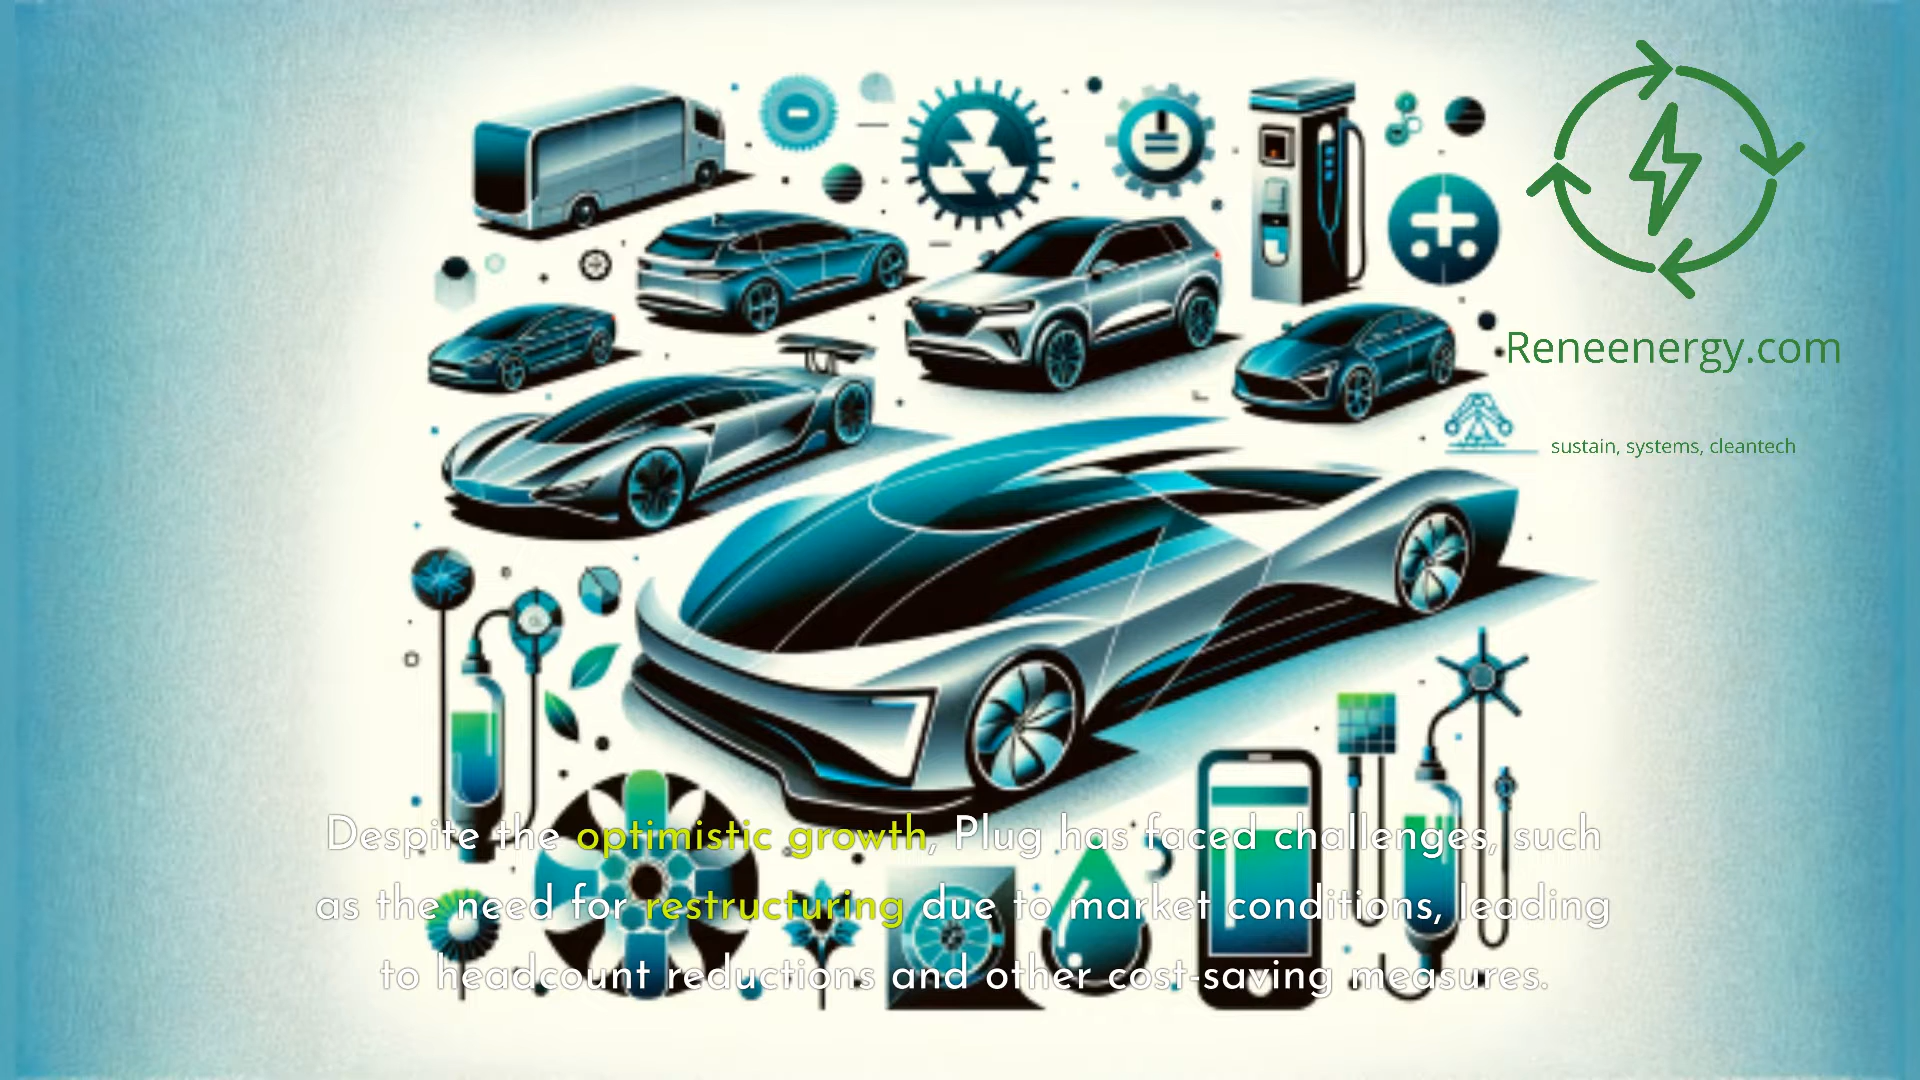 Reneenergy.com
sustain, systems, cleantech
Despite the optimistic growth, Plug has faced challenges, such
as the need for restructuring due to market conditions, leading
to headcount reductions and other cost-saving measures.